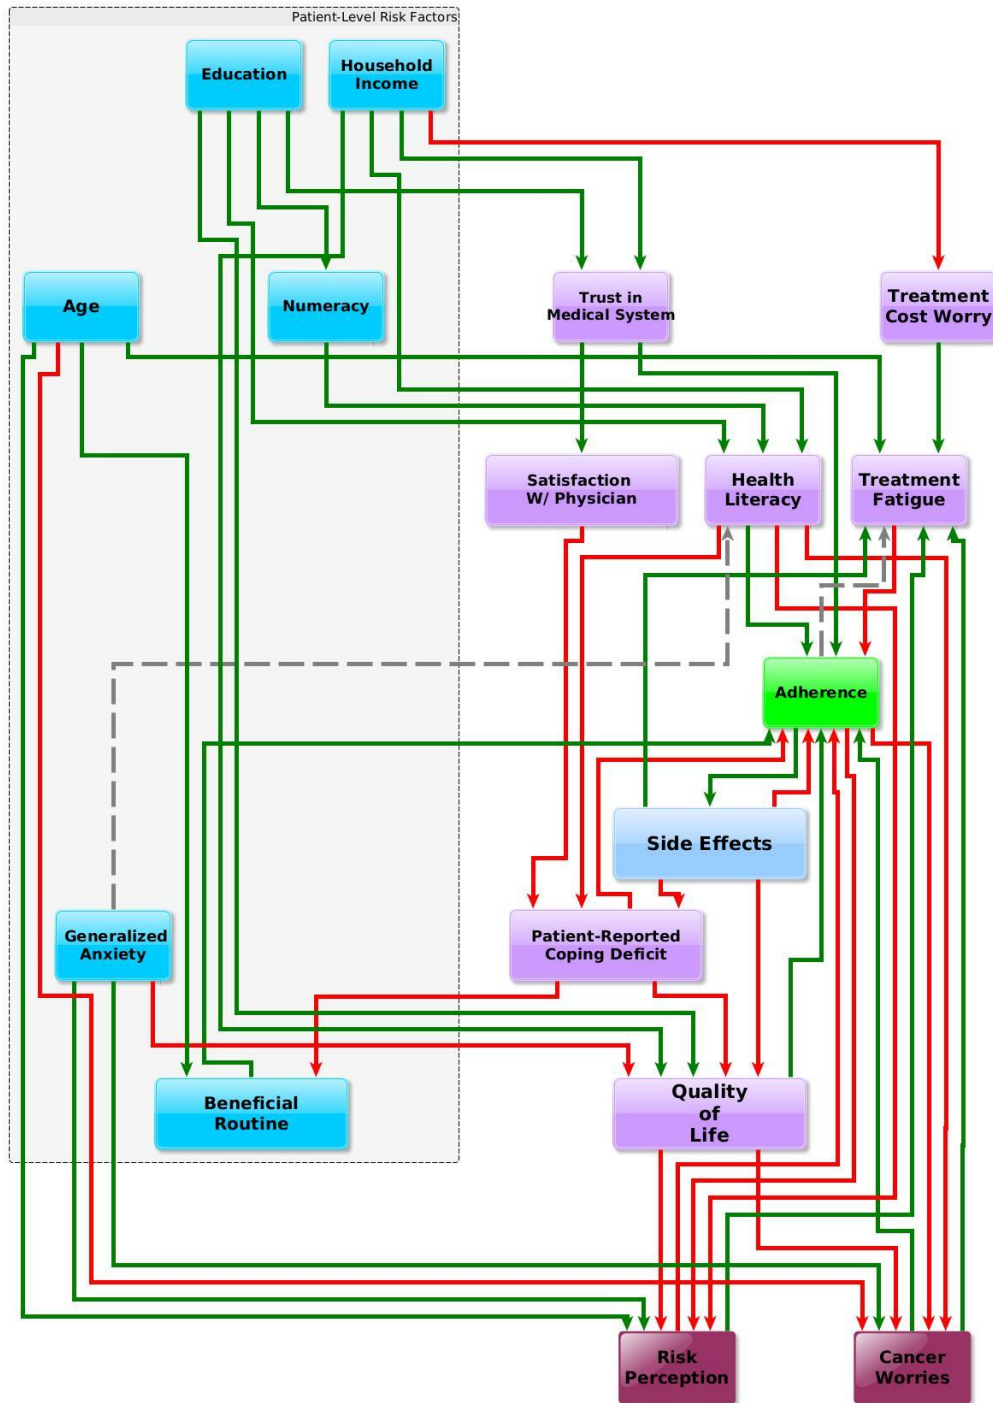 Patient-Level Risk Factors
Education
Household
Income
Age
Numeracy
Trust in
Medical System
Treatment
Cost Worry
Satisfaction
W/ Physician
Health
Literacy
Treatment
Fatigue
Adherence
Side Effects
Generalized
Anxiety
Patient-Reported
Coping Deficit
Beneficial
Routine
Quality
of
Life
Risk
Perception
Cancer
Worries